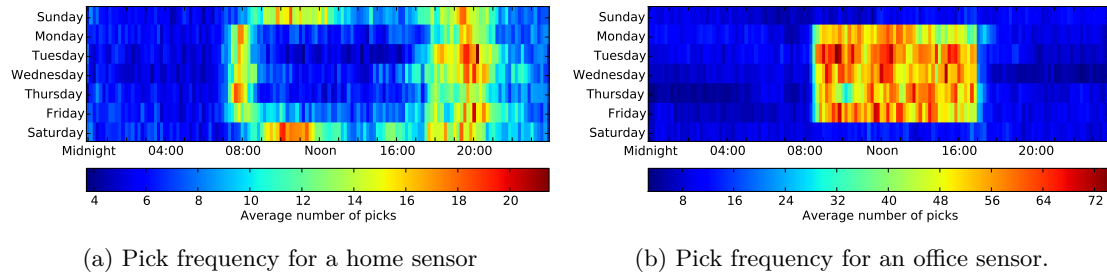 Sunday
Monday
Tuesday
Wednesday
Thursday
Friday
Saturday
Midnight 04:00 08:00 Noon 16:00 20:00
4 6 8 10 12 14 16 18 20
Average number of picks
(a) Pick frequency for a home sensor
Sunday
Monday
Tuesday
Wednesday
Thursday
Friday
Saturday
Midnight 04:00 08:00 Noon 16:00 20:00
8 16 24 32 40 48 56 64 72
Average number of picks
(b) Pick frequency for an office sensor.